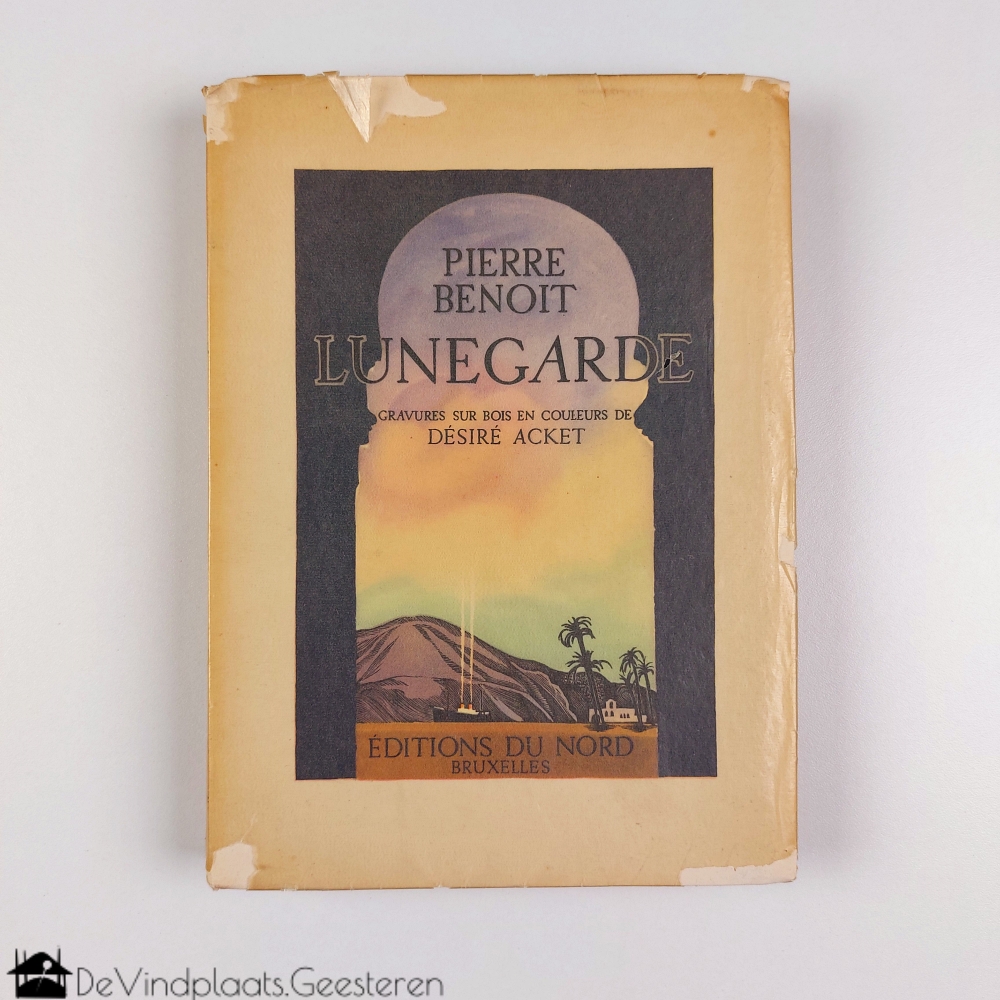 PIERRE
BENOIT
LUNEGARDE
GRAVURES SUR BOIS EN COULEURS DE
DÉSIRÉ ACKET
ÉDITIONS DU NORD
BRUXELLES
DeVindplaats.Geesteren